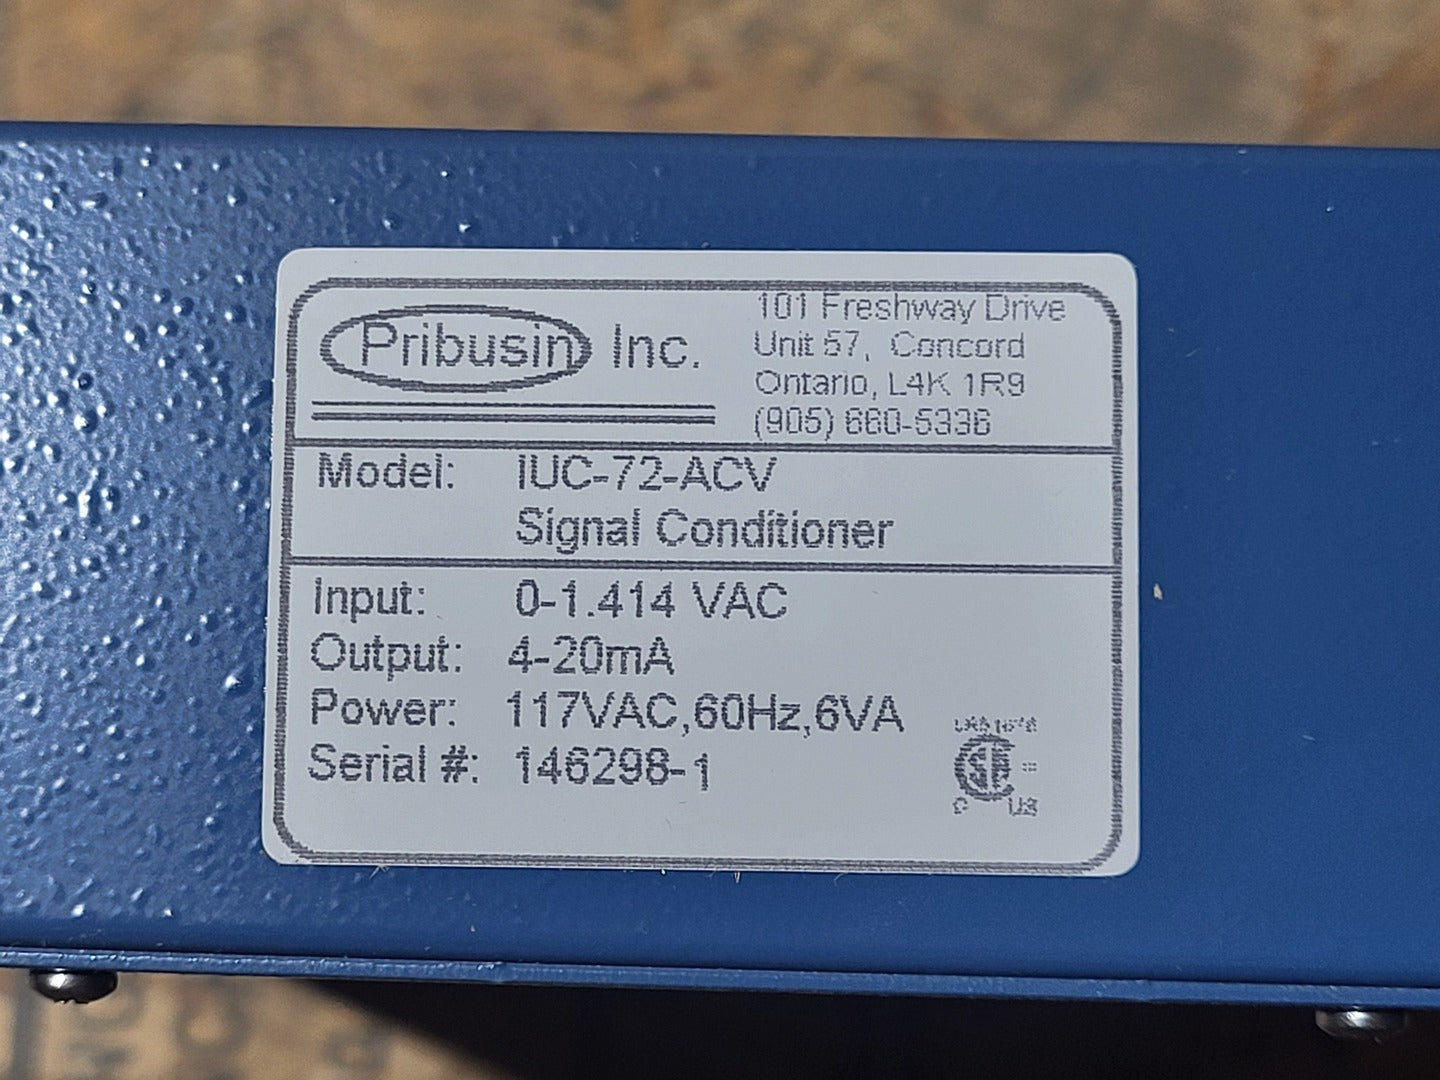 Pribusin Inc.
101 Freshway Drive
Unit 57, Concord
Ontario, L4K 1R9
(905) 660-5336
Model: IUC-72-ACV
Signal Conditioner
Input: 0-1.414 VAC
Output: 4-20mA
Power: 117VAC,60Hz,6VA
Serial #: 146298-1
C US